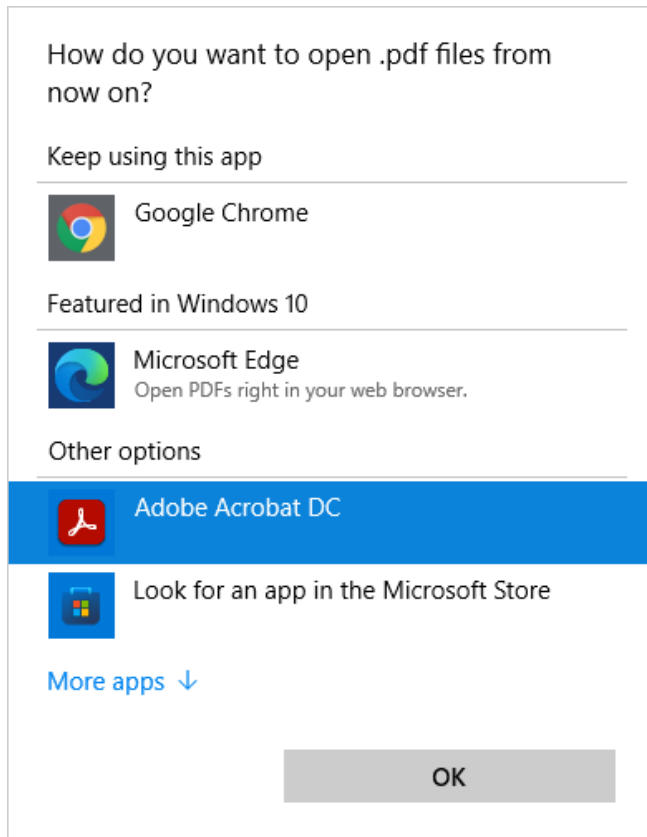 How do you want to open .pdf files from
now on?
Keep using this app
Google Chrome
Featured in Windows 10
Microsoft Edge
Open PDFs right in your web browser.
Other options
Adobe Acrobat DC
Look for an app in the Microsoft Store
More apps ↓
OK